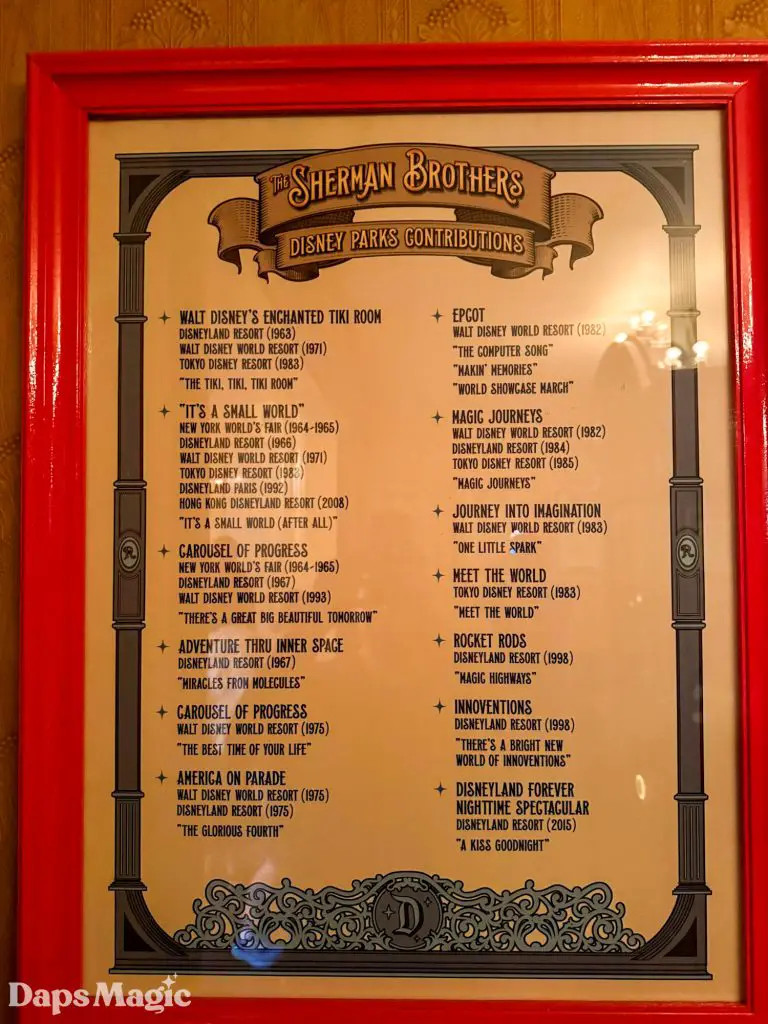 THE SHERMAN BROTHERS
DISNEY PARKS CONTRIBUTIONS
WALT DISNEY'S ENCHANTED TIKI ROOM
DISNEYLAND RESORT (1963)
WALT DISNEY WORLD RESORT (1971)
TOKYO DISNEY RESORT (1983)
"THE TIKI, TIKI, TIKI ROOM"
"IT'S A SMALL WORLD"
NEW YORK WORLD'S FAIR (1964-1965)
DISNEYLAND RESORT (1966)
WALT DISNEY WORLD RESORT (1971)
TOKYO DISNEY RESORT (1983)
DISNEYLAND PARIS (1992)
HONG KONG DISNEYLAND RESORT (2008)
"IT'S A SMALL WORLD (AFTER ALL)"
CAROUSEL OF PROGRESS
NEW YORK WORLD'S FAIR (1964-1965)
DISNEYLAND RESORT (1967)
WALT DISNEY WORLD RESORT (1993)
"THERE'S A GREAT BIG BEAUTIFUL TOMORROW"
ADVENTURE THRU INNER SPACE
DISNEYLAND RESORT (1967)
"MIRACLES FROM MOLECULES"
CAROUSEL OF PROGRESS
WALT DISNEY WORLD RESORT (1975)
"THE BEST TIME OF YOUR LIFE"
AMERICA ON PARADE
WALT DISNEY WORLD RESORT (1975)
DISNEYLAND RESORT (1975)
"THE GLORIOUS FOURTH"
EPCOT
WALT DISNEY WORLD RESORT (1982)
"THE COMPUTER SONG"
"MAKIN' MEMORIES"
"WORLD SHOWCASE MARCH"
MAGIC JOURNEYS
WALT DISNEY WORLD RESORT (1982)
DISNEYLAND RESORT (1984)
TOKYO DISNEY RESORT (1985)
"MAGIC JOURNEYS"
JOURNEY INTO IMAGINATION
WALT DISNEY WORLD RESORT (1983)
"ONE LITTLE SPARK"
MEET THE WORLD
TOKYO DISNEY RESORT (1983)
"MEET THE WORLD"
ROCKET RODS
DISNEYLAND RESORT (1998)
"MAGIC HIGHWAYS"
INNOVENTIONS
DISNEYLAND RESORT (1998)
"THERE'S A BRIGHT NEW
WORLD OF INNOVENTIONS"
DISNEYLAND FOREVER
NIGHTTIME SPECTACULAR
DISNEYLAND RESORT (2015)
"A KISS GOODNIGHT"
R
R
D
DapsMagic